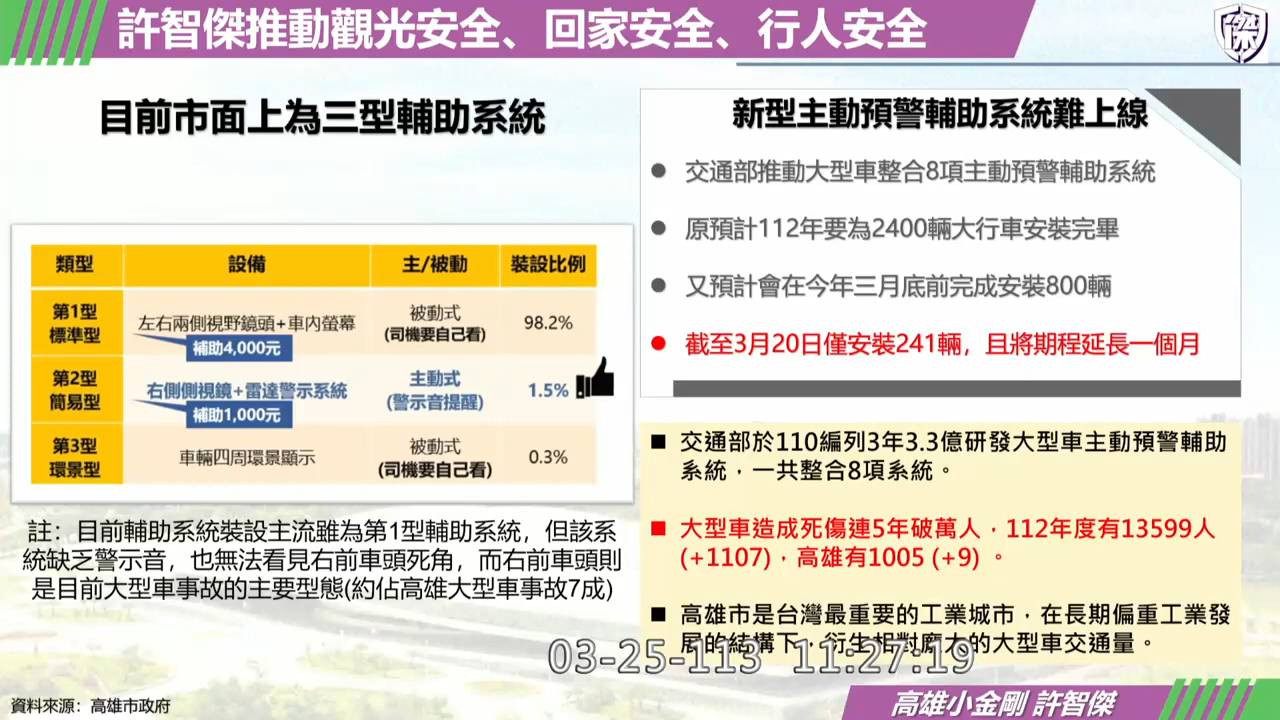 許智傑推動觀光安全、回家安全、行人安全
傑
目前市面上為三型輔助系統
類型 設備 主/被動 裝設比例
第1型
標準型
左右兩側視野鏡頭+車內螢幕
補助4,000元
被動式
(司機要自己看)
98.2%
第2型
簡易型
右側側視鏡+雷達警示系統
補助1,000元
主動式
(警示音提醒)
1.5%
第3型
環景型
車輛四周環景顯示
被動式
(司機要自己看)
0.3%
註：目前輔助系統裝設主流雖為第1型輔助系統，但該系
統缺乏警示音，也無法看見右前車頭死角，而右前車頭則
是目前大型車事故的主要型態(約佔高雄大型車事故7成)
資料來源：高雄市政府
新型主動預警輔助系統難上線
● 交通部推動大型車整合8項主動預警輔助系統
● 原預計112年要為2400輛大行車安裝完畢
● 又預計會在今年三月底前完成安裝800輛
● 截至3月20日僅安裝241輛，且將期程延長一個月
■ 交通部於110編列3年3.3億研發大型車主動預警輔助
系統，一共整合8項系統。
■ 大型車造成死傷連5年破萬人，112年度有13599人
(+1107)，高雄有1005 (+9) 。
■ 高雄市是台灣最重要的工業城市，在長期偏重工業發
展的結構下，衍生相對龐大的大型車交通量。
03-25-113 11:27:19
高雄小金剛 許智傑